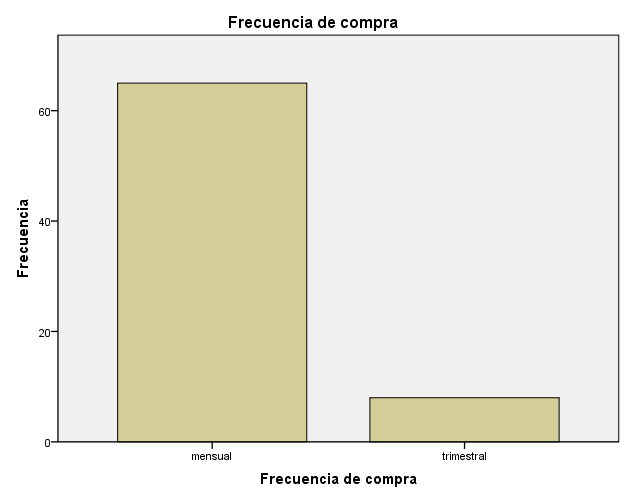 Frecuencia de compra
Frecuencia
60
40
20
0
mensual
trimestral
Frecuencia de compra